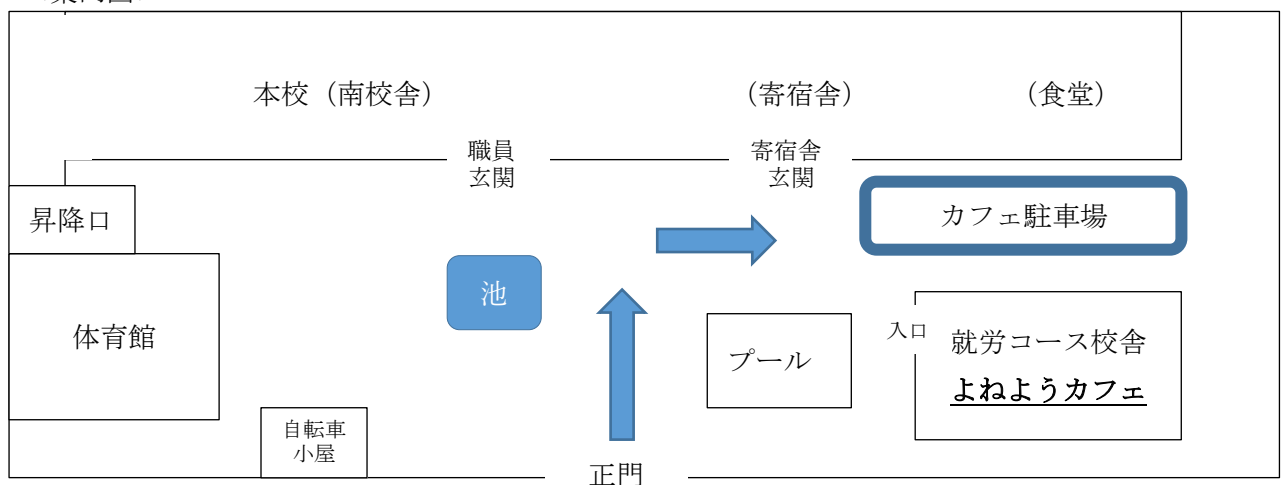 本校（南校舎）
（寄宿舎）
（食堂）
職員
玄関
寄宿舎
玄関
昇降口
カフェ駐車場
池
体育館
プール
入口
就労コース校舎
よねようカフェ
自転車
小屋
正門